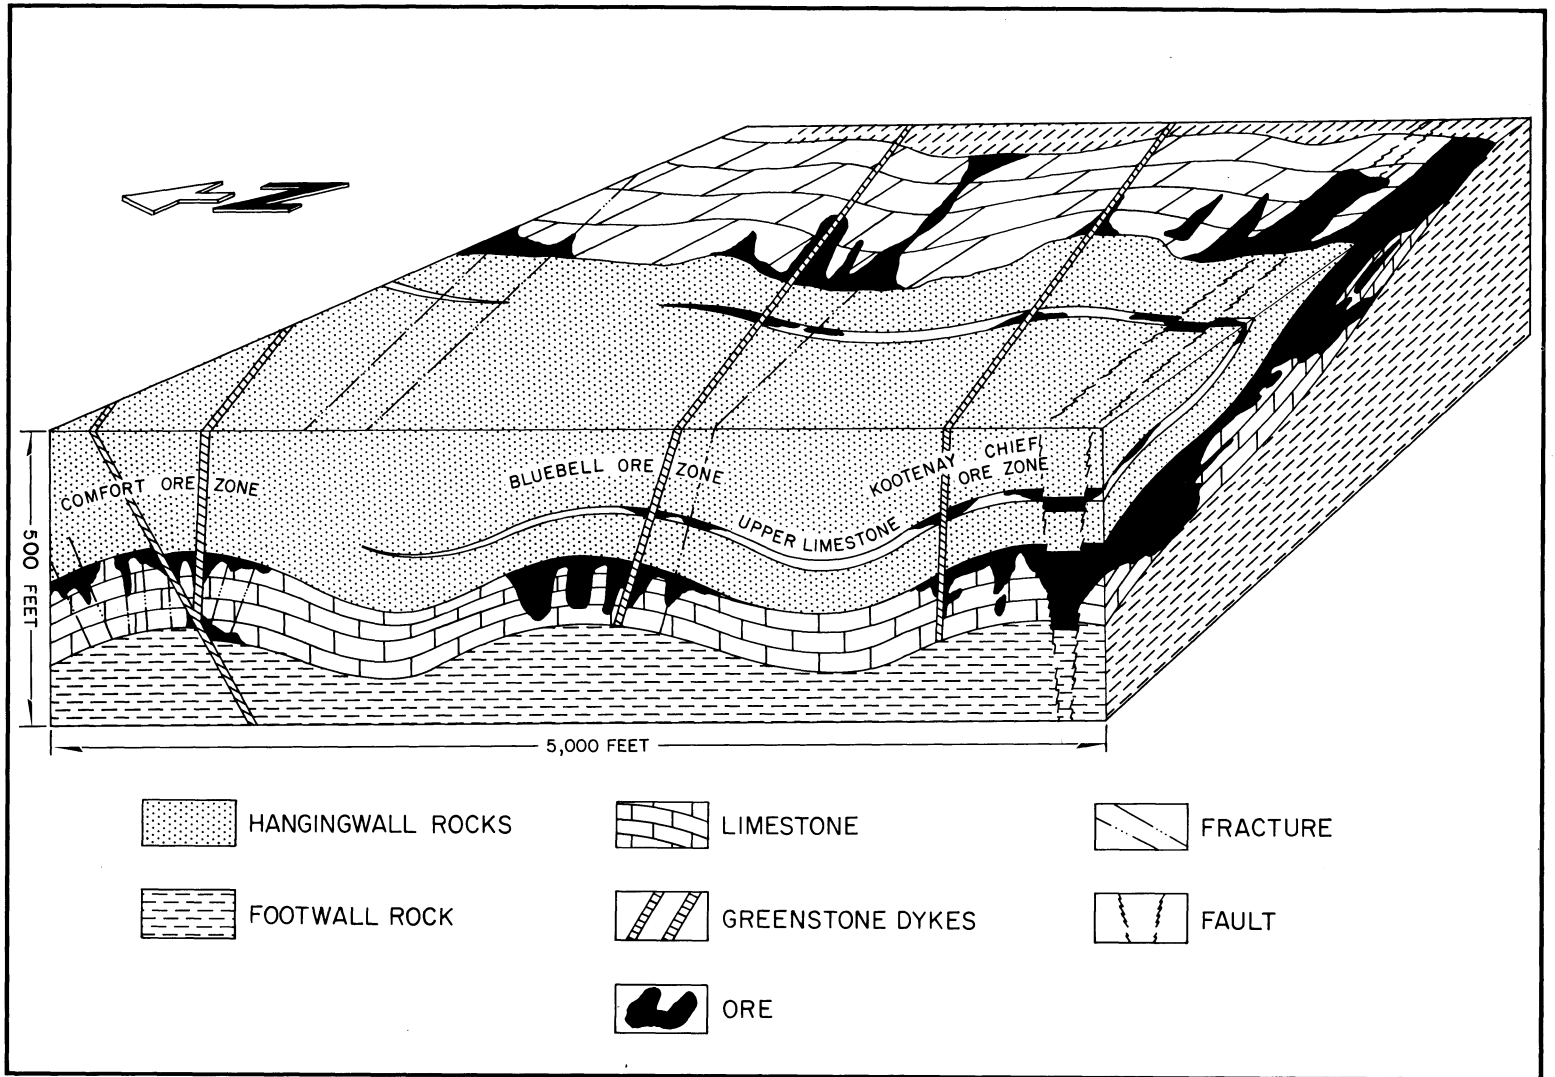 N
COMFORT ORE ZONE
BLUEBELL ORE ZONE
KOOTENAY CHIEF
ORE ZONE
UPPER LIMESTONE
500 FEET
5,000 FEET
HANGINGWALL ROCKS
LIMESTONE
FRACTURE
FOOTWALL ROCK
GREENSTONE DYKES
FAULT
ORE